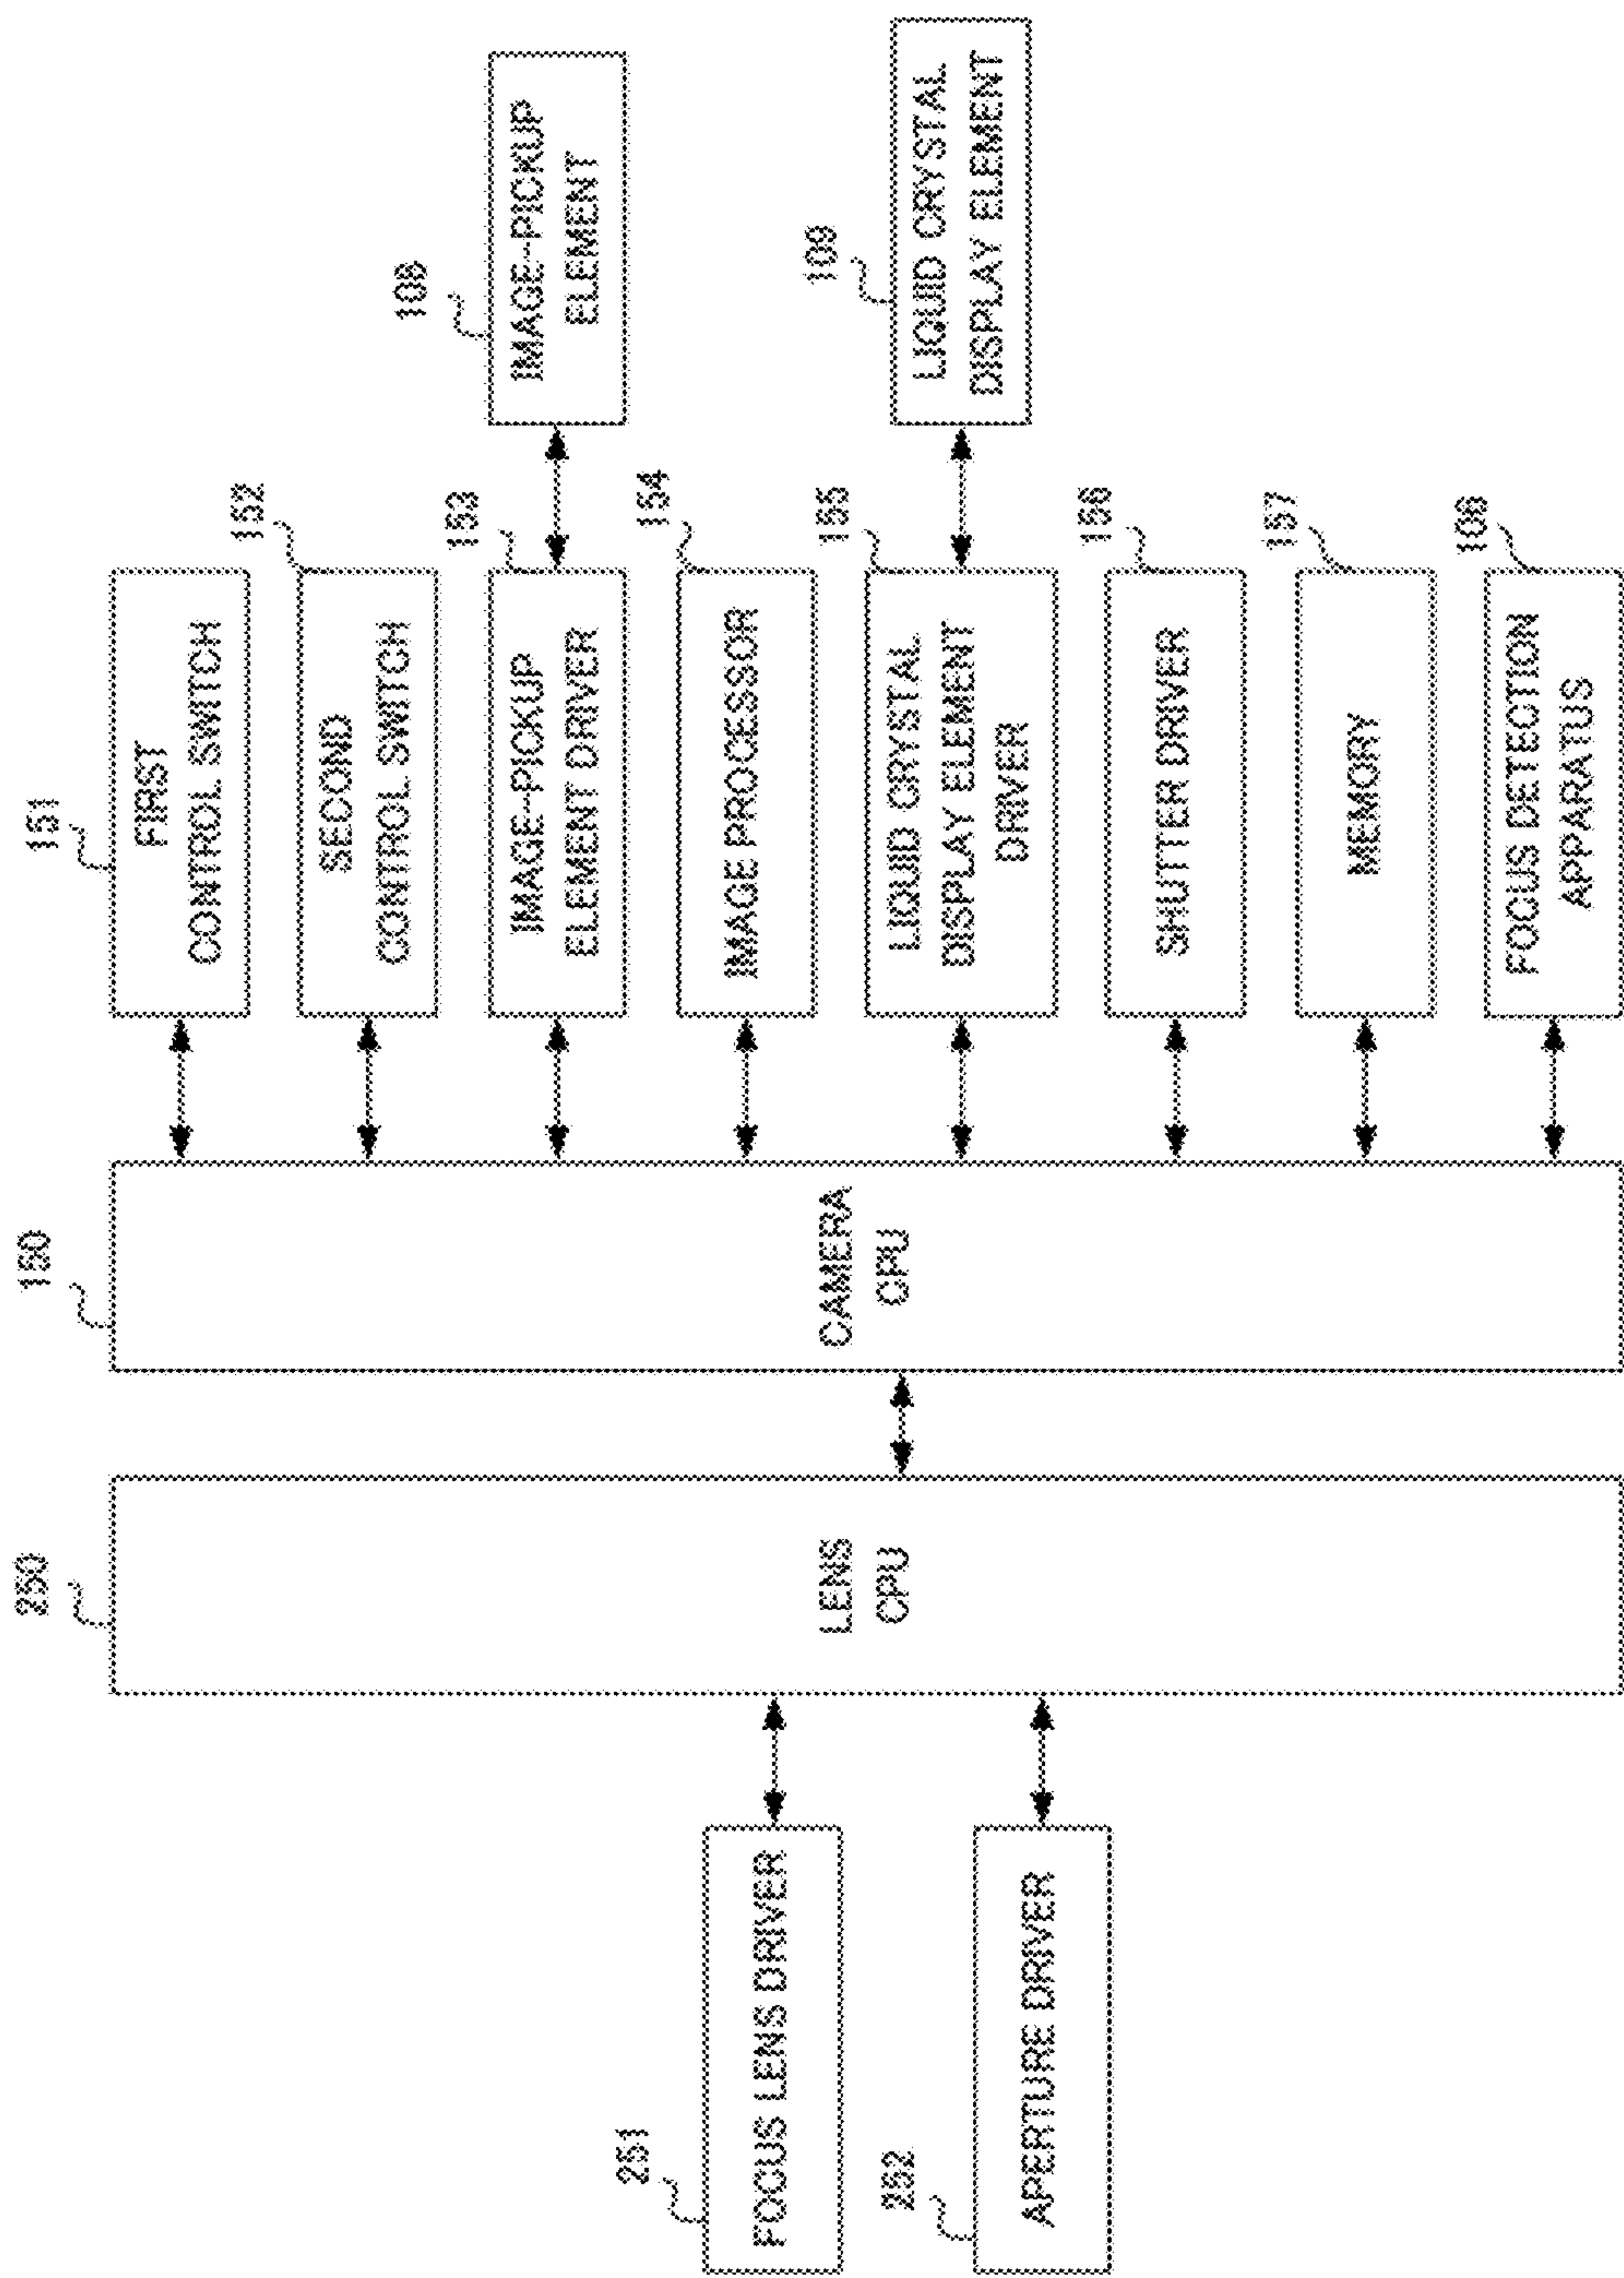 251
FOCUS LENS DRIVER
252
APERTURE DRIVER
250
LENS
CPU
150
CAMERA
CPU
151
FIRST
CONTROL SWITCH
152
SECOND
CONTROL SWITCH
153
IMAGE-PICKUP
ELEMENT DRIVER
154
IMAGE PROCESSOR
155
LIQUID CRYSTAL
DISPLAY ELEMENT
DRIVER
156
SHUTTER DRIVER
157
MEMORY
106
FOCUS DETECTION
APPARATUS
108
IMAGE-PICKUP
ELEMENT
109
LIQUID CRYSTAL
DISPLAY ELEMENT